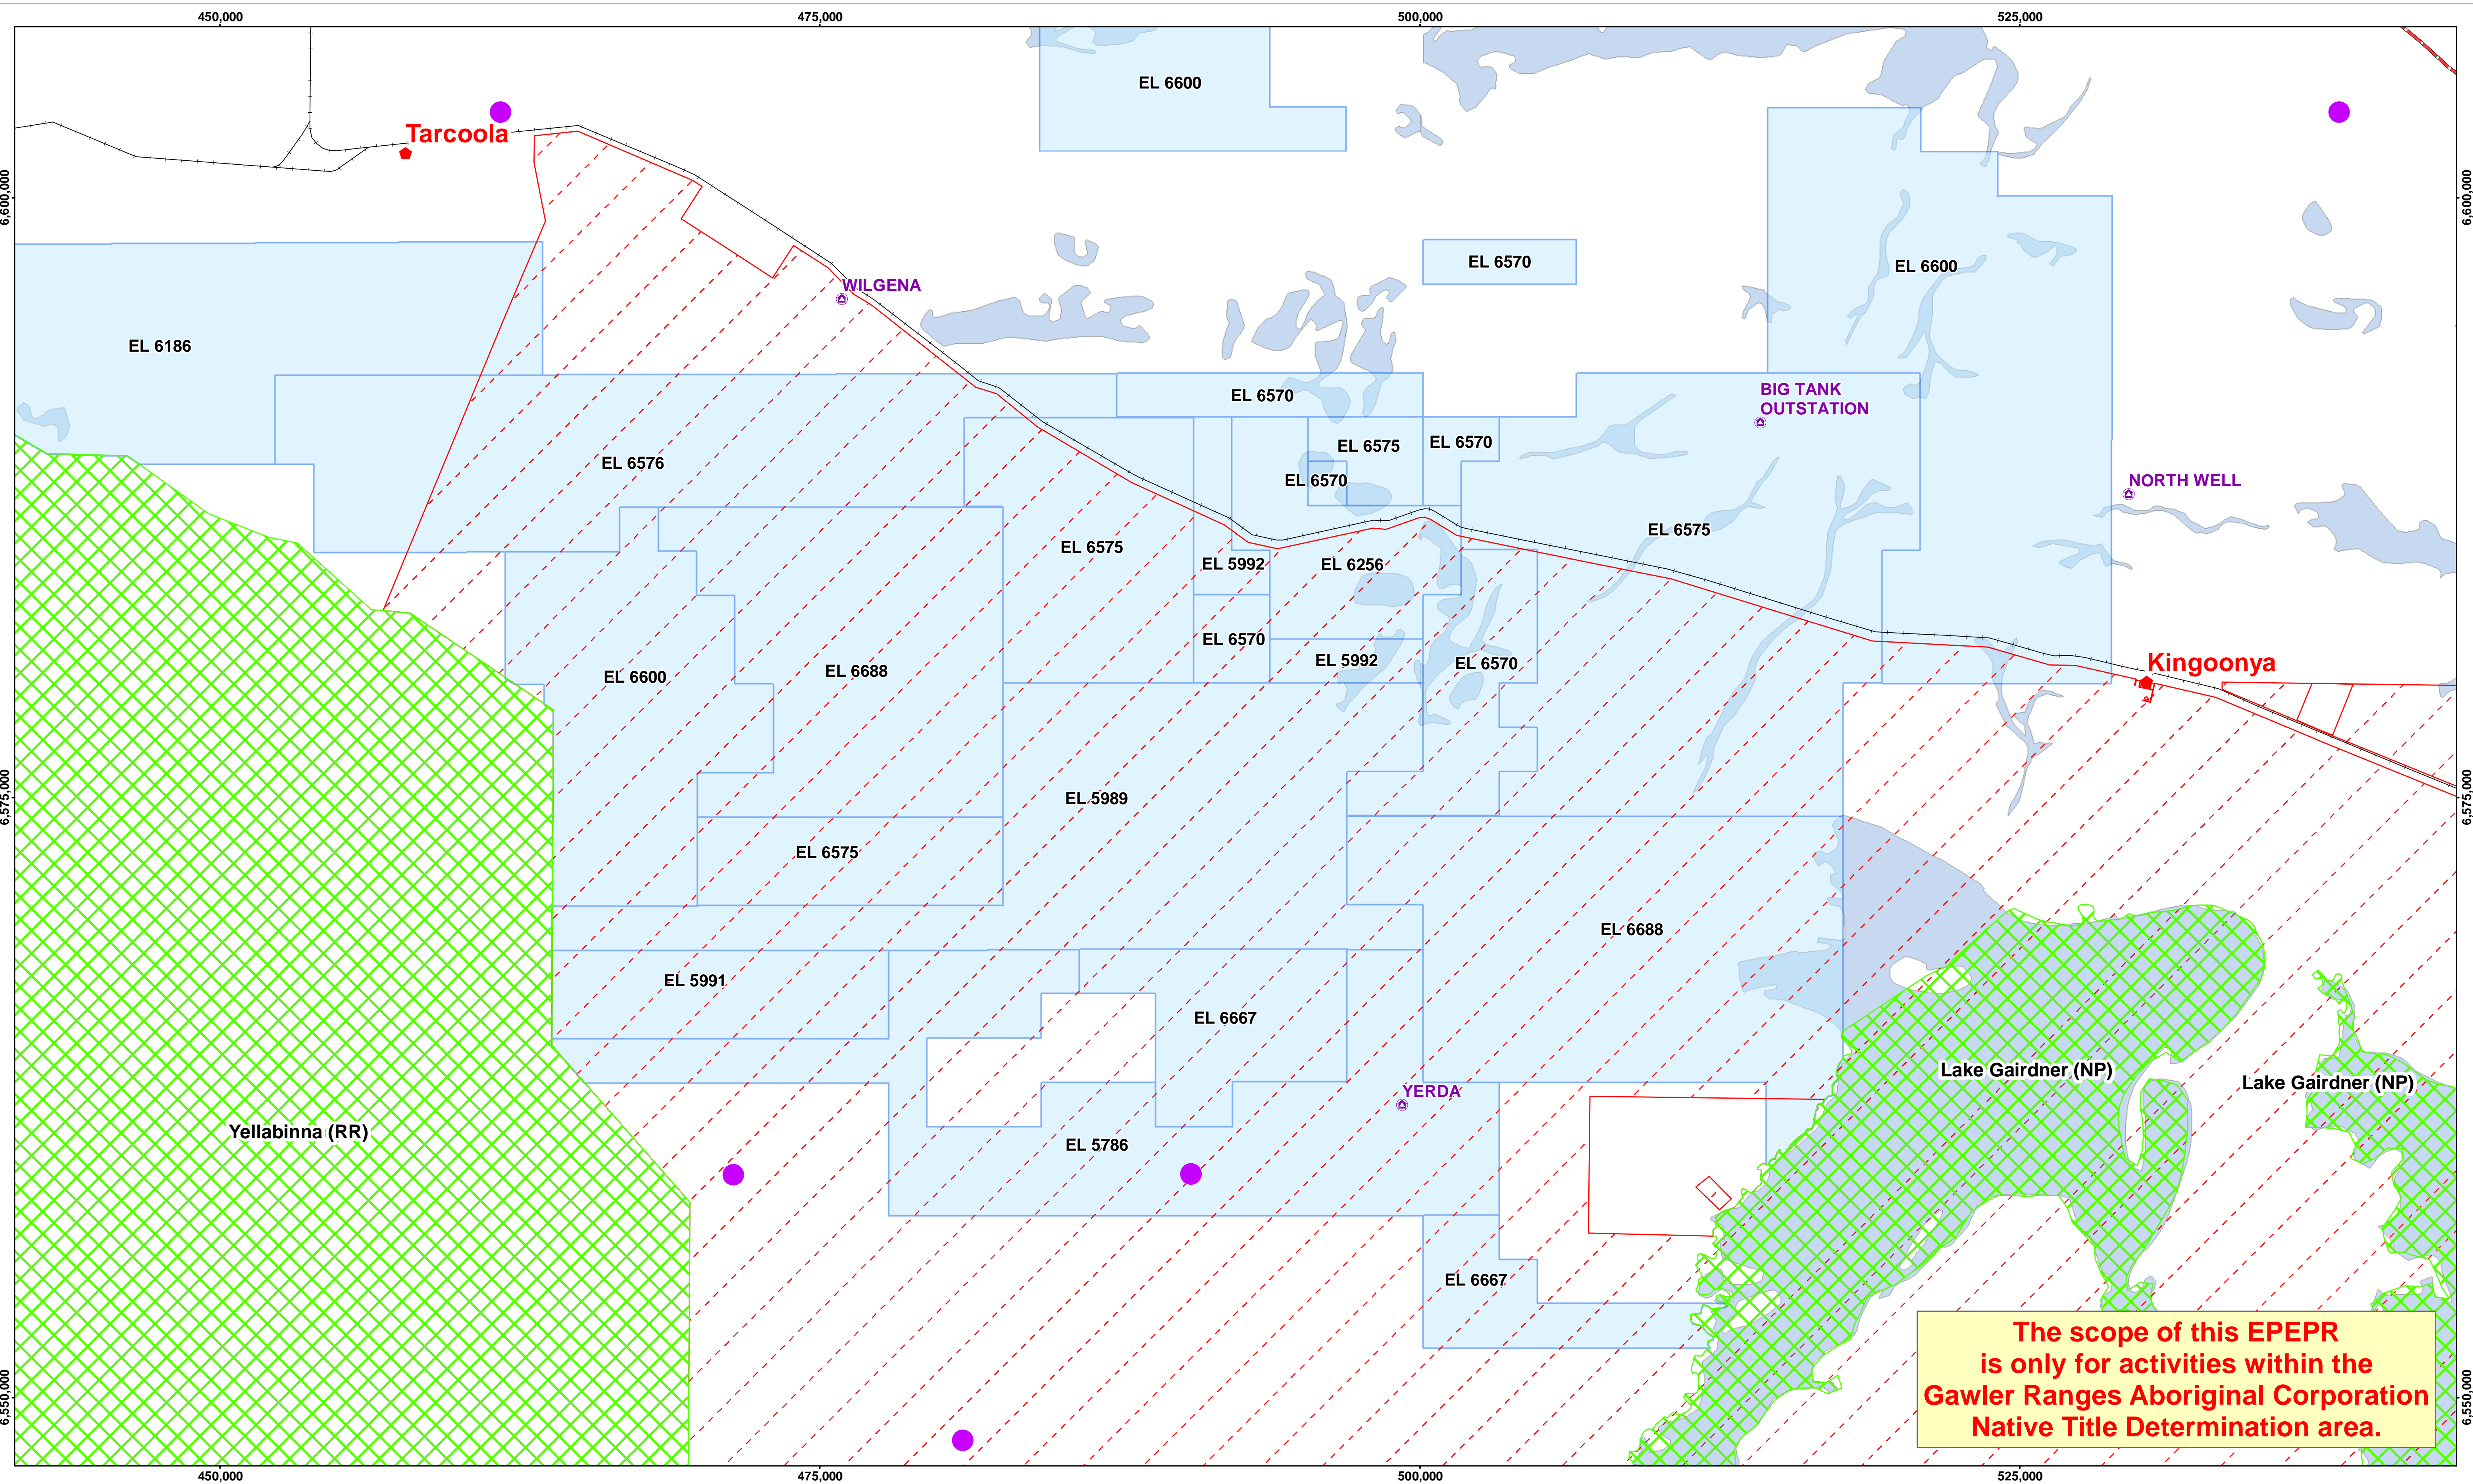 450,000
475,000
500,000
525,000
6,600,000
6,600,000
EL 6600
Tarcoola
EL 6570
EL 6600
WILGENA
EL 6186
BIG TANK
OUTSTATION
EL 6570
EL 6575
EL 6570
EL 6576
EL 6570
NORTH WELL
EL 6575
EL 6575
EL 5992
EL 6256
EL 6570
EL 5992
EL 6570
Kingoonya
EL 6600
EL 6688
6,575,000
6,575,000
EL 5989
EL 6575
EL 6688
EL 5991
EL 6667
Lake Gairdner (NP)
Lake Gairdner (NP)
YERDA
Yellabinna (RR)
EL 5786
EL 6667
The scope of this EPEPR
is only for activities within the
Gawler Ranges Aboriginal Corporation
Native Title Determination area.
6,550,000
6,550,000
450,000
475,000
500,000
525,000